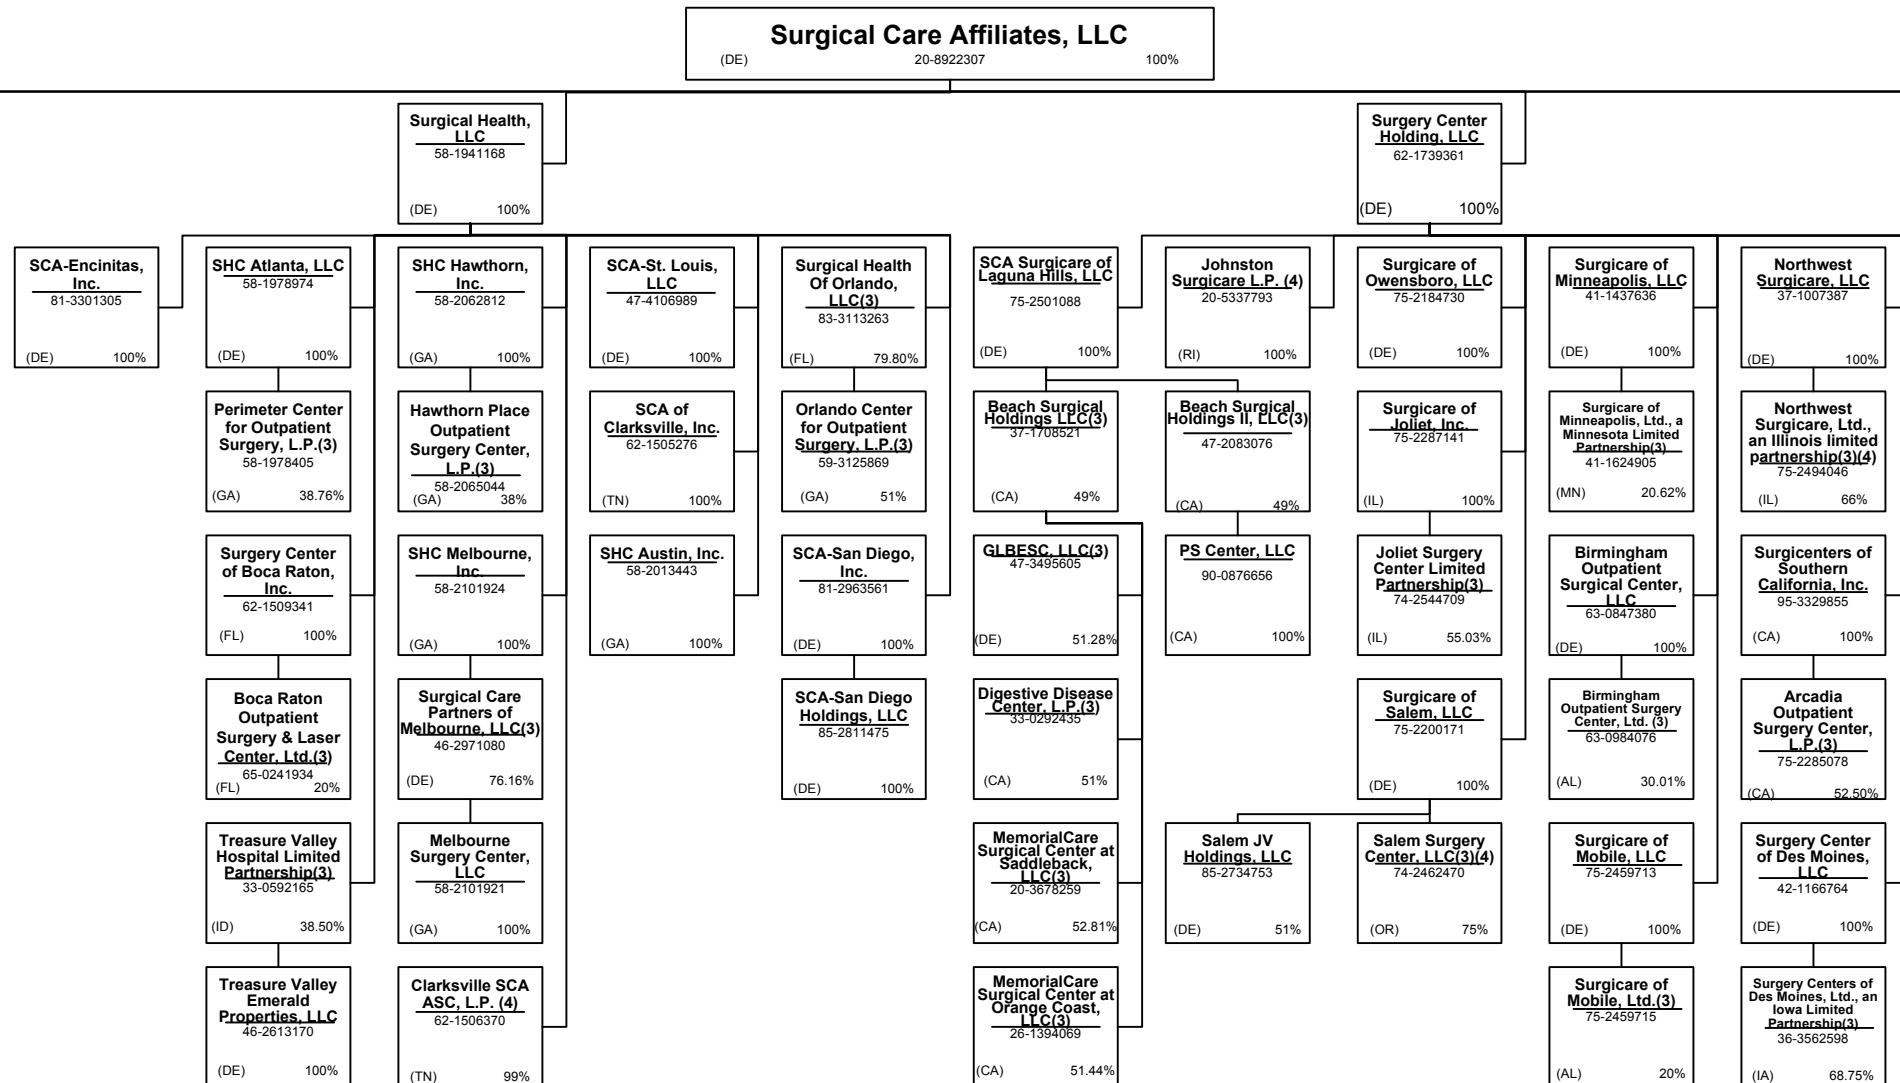 Surgical Care Affiliates, LLC
(DE) 20-8922307 100%
Surgical Health,
LLC
58-1941168
(DE) 100%
Surgery Center
Holding, LLC
62-1739361
(DE) 100%
SCA-Encinitas,
Inc.
81-3301305
(DE) 100%
SHC Atlanta, LLC
58-1978974
(DE) 100%
SHC Hawthorn,
Inc.
58-2062812
(GA) 100%
SCA-St. Louis,
LLC
47-4106989
(DE) 100%
Surgical Health
Of Orlando,
LLC(3)
83-3113263
(FL) 79.80%
SCA Surgicare of
Laguna Hills, LLC
75-2501088
(DE) 100%
Johnston
Surgicare L.P. (4)
20-5337793
(RI) 100%
Surgicare of
Owensboro, LLC
75-2184730
(DE) 100%
Surgicare of
Minneapolis, LLC
41-1437636
(DE) 100%
Northwest
Surgicare, LLC
37-1007387
(DE) 100%
Perimeter Center
for Outpatient
Surgery, L.P.(3)
58-1978405
(GA) 38.76%
Hawthorn Place
Outpatient
Surgery Center,
L.P.(3)
58-2065044
(GA) 38%
SCA of
Clarksville, Inc.
62-1505276
(TN) 100%
Orlando Center
for Outpatient
Surgery, L.P.(3)
59-3125869
(GA) 51%
Beach Surgical
Holdings LLC(3)
37-1708521
(CA) 49%
Beach Surgical
Holdings II, LLC(3)
47-2083076
(CA) 49%
Surgicare of
Joliet, Inc.
75-2287141
(IL) 100%
Surgicare of
Minneapolis, Ltd., a
Minnesota Limited
Partnership(3)
41-1624905
(MN) 20.62%
Northwest
Surgicare, Ltd.,
an Illinois limited
partnership(3)(4)
75-2494046
(IL) 66%
Surgery Center
of Boca Raton,
Inc.
62-1509341
(FL) 100%
SHC Melbourne,
Inc.
58-2101924
(GA) 100%
SHC Austin, Inc.
58-2013443
(GA) 100%
SCA-San Diego,
Inc.
81-2963561
(DE) 100%
GLBESC, LLC(3)
47-3495605
(DE) 51.28%
PS Center, LLC
90-0876656
(CA) 100%
Joliet Surgery
Center Limited
Partnership(3)
74-2544709
(IL) 55.03%
Birmingham
Outpatient
Surgical Center,
LLC
63-0847380
(DE) 100%
Surgicenters of
Southern
California, Inc.
95-3329855
(CA) 100%
Boca Raton
Outpatient
Surgery & Laser
Center, Ltd.(3)
65-0241934
(FL) 20%
Surgical Care
Partners of
Melbourne, LLC(3)
46-2971080
(DE) 76.16%
SCA-San Diego
Holdings, LLC
85-2811475
(DE) 100%
Digestive Disease
Center, L.P.(3)
33-0292435
(CA) 51%
Surgicare of
Salem, LLC
75-2200171
(DE) 100%
Birmingham
Outpatient Surgery
Center, Ltd. (3)
63-0984076
(AL) 30.01%
Arcadia
Outpatient
Surgery Center,
L.P.(3)
75-2285078
(CA) 52.50%
Treasure Valley
Hospital Limited
Partnership(3)
33-0592165
(ID) 38.50%
Melbourne
Surgery Center,
LLC
58-2101921
(GA) 100%
MemorialCare
Surgical Center at
Saddleback,
LLC(3)
20-3678259
(CA) 52.81%
Salem JV
Holdings, LLC
85-2734753
(DE) 51%
Salem Surgery
Center, LLC(3)(4)
74-2462470
(OR) 75%
Surgicare of
Mobile, LLC
75-2459713
(DE) 100%
Surgery Center
of Des Moines,
LLC
42-1166764
(DE) 100%
Treasure Valley
Emerald
Properties, LLC
46-2613170
(DE) 100%
Clarksville SCA
ASC, L.P. (4)
62-1506370
(TN) 99%
MemorialCare
Surgical Center at
Orange Coast,
LLC(3)
26-1394069
(CA) 51.44%
Surgicare of
Mobile, Ltd.(3)
75-2459715
(AL) 20%
Surgery Centers of
Des Moines, Ltd., an
Iowa Limited
Partnership(3)
36-3562598
(IA) 68.75%